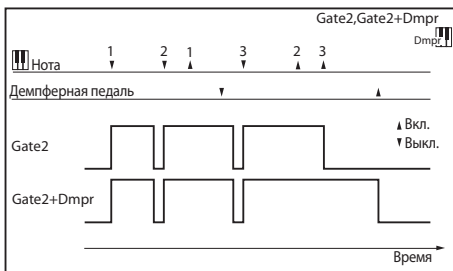 Gate2,Gate2+Dmpr
Dmpr
1 2 1 3 2 3
Нота
Демпферная педаль
Вкл.
Выкл.
Gate2
Gate2+Dmpr
Время